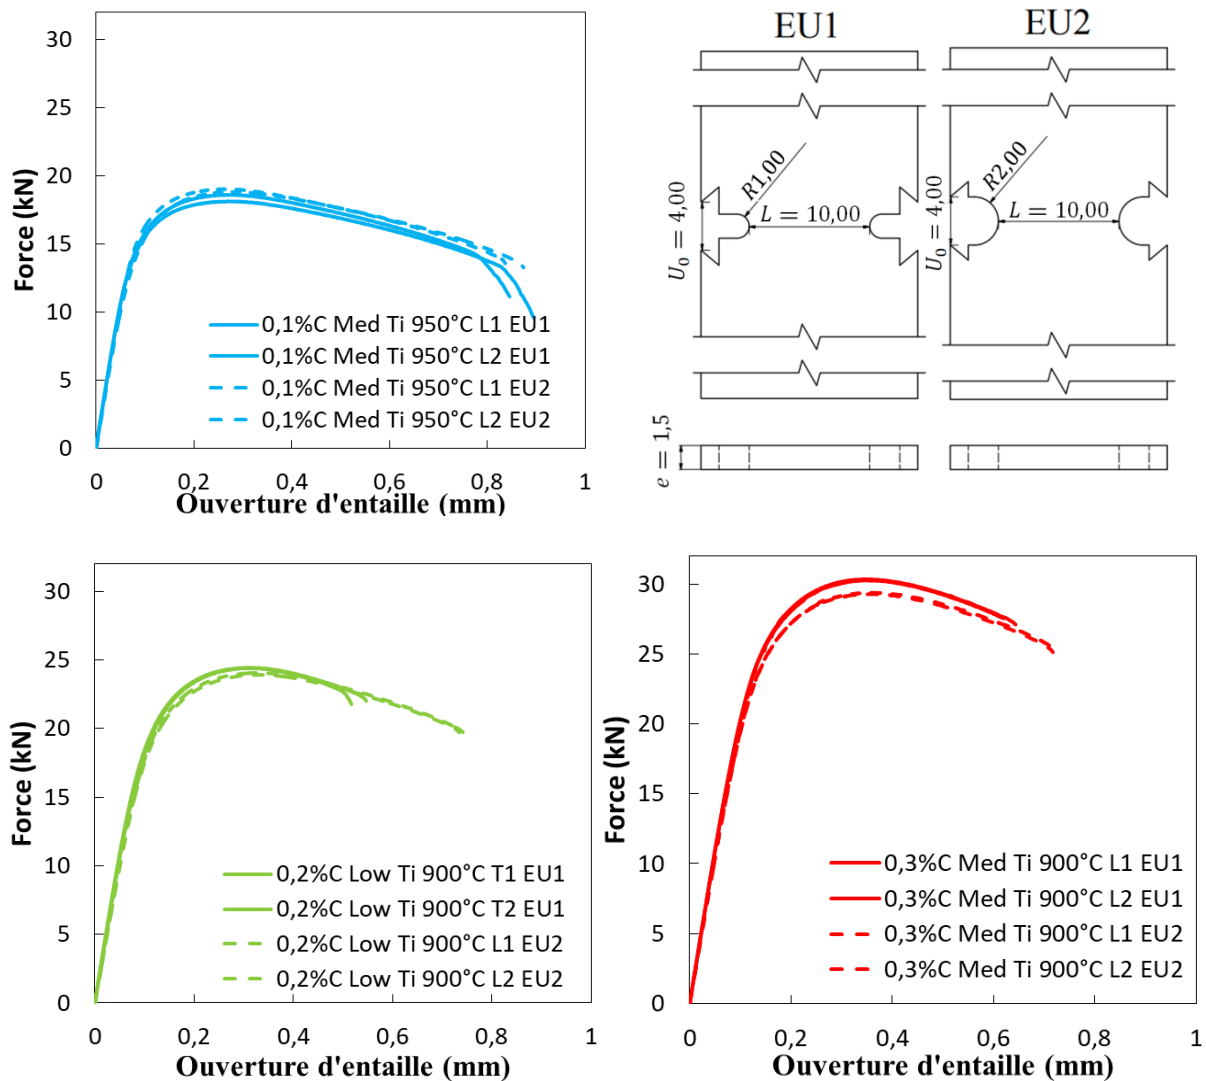 30
25
20
15
10
5
0
Force (kN)
0,1%C Med Ti 950°C L1 EU1
0,1%C Med Ti 950°C L2 EU1
0,1%C Med Ti 950°C L1 EU2
0,1%C Med Ti 950°C L2 EU2
0 0,2 0,4 0,6 0,8 1
Ouverture d'entaille (mm)
EU1
EU2
R1,00
R2,00
U₀ = 4,00
L = 10,00
U₀ = 4,00
L = 10,00
e = 1,5
30
25
20
15
10
5
0
Force (kN)
0,2%C Low Ti 900°C T1 EU1
0,2%C Low Ti 900°C T2 EU1
0,2%C Low Ti 900°C L1 EU2
0,2%C Low Ti 900°C L2 EU2
0 0,2 0,4 0,6 0,8 1
Ouverture d'entaille (mm)
30
25
20
15
10
5
0
Force (kN)
0,3%C Med Ti 900°C L1 EU1
0,3%C Med Ti 900°C L2 EU1
0,3%C Med Ti 900°C L1 EU2
0,3%C Med Ti 900°C L2 EU2
0 0,2 0,4 0,6 0,8 1
Ouverture d'entaille (mm)